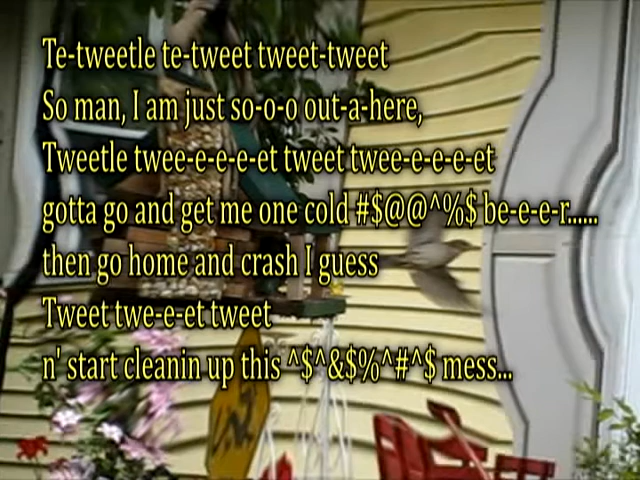 Te-tweetle te-tweet tweet-tweet
So man, I am just so-o-o out-a-here,
Tweetle twee-e-e-e-et tweet twee-e-e-e-et
gotta go and get me one cold #$@@^%$ be-e-e-r......
then go home and crash I guess
Tweet twe-e-et tweet
n' start cleanin up this ^$^&$%^#^$ mess...